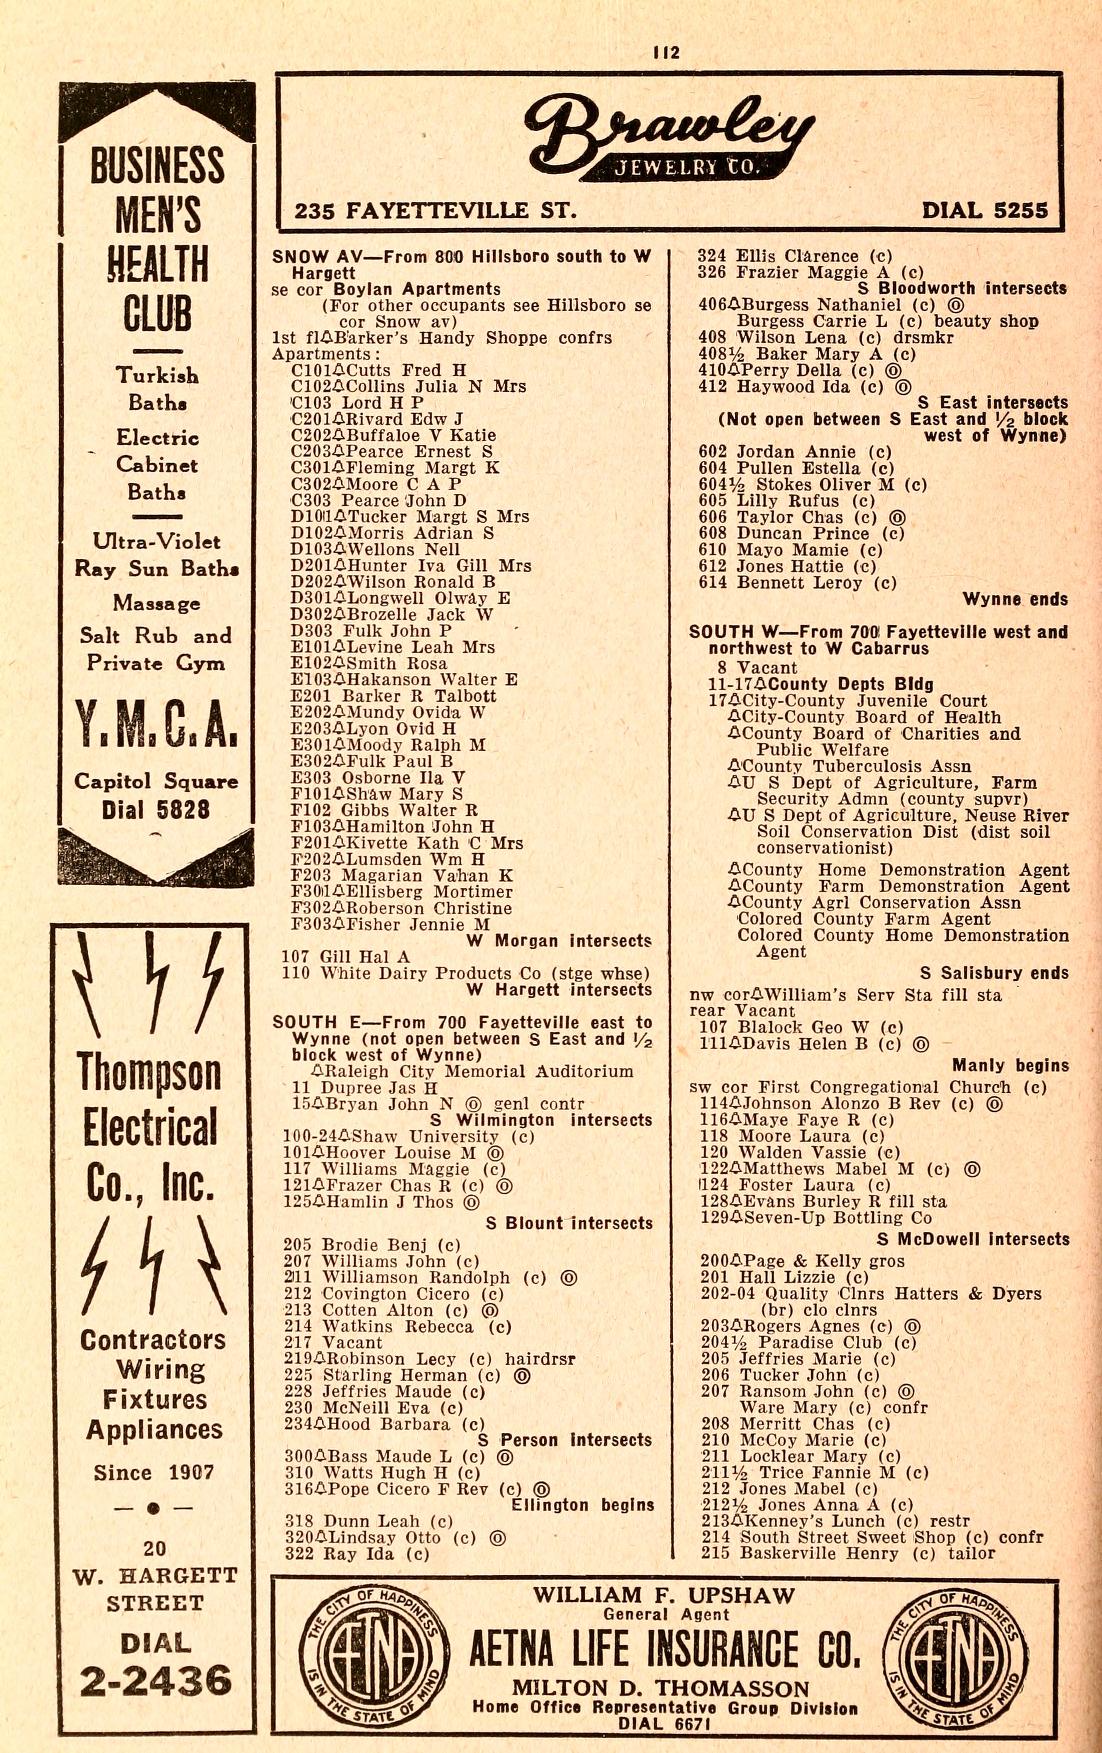 112
BUSINESS
MEN'S
HEALTH
CLUB
Turkish
Baths
Electric
Cabinet
Baths
Ultra-Violet
Ray Sun Baths
Massage
Salt Rub and
Private Gym
Y.M.C.A.
Capitol Square
Dial 5828
Thompson
Electrical
Co., Inc.
Contractors
Wiring
Fixtures
Appliances
Since 1907
20
W. HARGETT
STREET
DIAL
2-2436
Brawley
JEWELRY CO.
235 FAYETTEVILLE ST. DIAL 5255
SNOW AV—From 800 Hillsboro south to W
Hargett
se cor Boylan Apartments
(For other occupants see Hillsboro se
cor Snow av)
1st fl△Barker's Handy Shoppe confrs
Apartments:
C101△Cutts Fred H
C102△Collins Julia N Mrs
C103 Lord H P
C201△Rivard Edw J
C202△Buffaloe V Katie
C203△Pearce Ernest S
C301△Fleming Margt K
C302△Moore C A P
C303 Pearce John D
D101△Tucker Margt S Mrs
D102△Morris Adrian S
D103△Wellons Nell
D201△Hunter Iva Gill Mrs
D202△Wilson Ronald B
D301△Longwell Olway E
D302△Brozelle Jack W
D303 Fulk John P
E101△Levine Leah Mrs
E102△Smith Rosa
E103△Hakanson Walter E
E201 Barker R Talbott
E202△Mundy Ovida W
E203△Lyon Ovid H
E301△Moody Ralph M
E302△Fulk Paul B
E303 Osborne Ila V
F101△Shaw Mary S
F102 Gibbs Walter R
F103△Hamilton John H
F201△Kivette Kath C Mrs
F202△Lumsden Wm H
F203 Magarian Vahan K
F301△Ellisberg Mortimer
F302△Roberson Christine
F303△Fisher Jennie M
W Morgan intersects
107 Gill Hal A
110 White Dairy Products Co (stge whse)
W Hargett intersects
SOUTH E—From 700 Fayetteville east to
Wynne (not open between S East and ½
block west of Wynne)
△Raleigh City Memorial Auditorium
11 Dupree Jas H
15△Bryan John N ◎ genl contr
S Wilmington intersects
100-24△Shaw University (c)
101△Hoover Louise M ◎
117 Williams Maggie (c)
121△Frazer Chas R (c) ◎
125△Hamlin J Thos ◎
S Blount intersects
205 Brodie Benj (c)
207 Williams John (c)
211 Williamson Randolph (c) ◎
212 Covington Cicero (c)
213 Cotten Alton (c) ◎
214 Watkins Rebecca (c)
217 Vacant
219△Robinson Lecy (c) hairdrsr
225 Starling Herman (c) ◎
228 Jeffries Maude (c)
230 McNeill Eva (c)
234△Hood Barbara (c)
S Person intersects
300△Bass Maude L (c) ◎
310 Watts Hugh H (c)
316△Pope Cicero F Rev (c) ◎
Ellington begins
318 Dunn Leah (c)
320△Lindsay Otto (c) ◎
322 Ray Ida (c)
324 Ellis Clarence (c)
326 Frazier Maggie A (c)
S Bloodworth intersects
406△Burgess Nathaniel (c) ◎
Burgess Carrie L (c) beauty shop
408 Wilson Lena (c) drsmkr
408½ Baker Mary A (c)
410△Perry Della (c) ◎
412 Haywood Ida (c) ◎
S East intersects
(Not open between S East and ½ block
west of Wynne)
602 Jordan Annie (c)
604 Pullen Estella (c)
604½ Stokes Oliver M (c)
605 Lilly Rufus (c)
606 Taylor Chas (c) ◎
608 Duncan Prince (c)
610 Mayo Mamie (c)
612 Jones Hattie (c)
614 Bennett Leroy (c)
Wynne ends
SOUTH W—From 700 Fayetteville west and
northwest to W Cabarrus
8 Vacant
11-17△County Depts Bldg
17△City-County Juvenile Court
△City-County Board of Health
△County Board of Charities and
Public Welfare
△County Tuberculosis Assn
△U S Dept of Agriculture, Farm
Security Admn (county supvr)
△U S Dept of Agriculture, Neuse River
Soil Conservation Dist (dist soil
conservationist)
△County Home Demonstration Agent
△County Farm Demonstration Agent
△County Agrl Conservation Assn
Colored County Farm Agent
Colored County Home Demonstration
Agent
S Salisbury ends
nw cor△William's Serv Sta fill sta
rear Vacant
107 Blalock Geo W (c)
111△Davis Helen B (c) ◎
Manly begins
sw cor First Congregational Church (c)
114△Johnson Alonzo B Rev (c) ◎
116△Maye Faye R (c)
118 Moore Laura (c)
120 Walden Vassie (c)
122△Matthews Mabel M (c) ◎
124 Foster Laura (c)
128△Evans Burley R fill sta
129△Seven-Up Bottling Co
S McDowell intersects
200△Page & Kelly gros
201 Hall Lizzie (c)
202-04 Quality Clnrs Hatters & Dyers
(br) clo clnrs
203△Rogers Agnes (c) ◎
204½ Paradise Club (c)
205 Jeffries Marie (c)
206 Tucker John (c)
207 Ransom John (c) ◎
Ware Mary (c) confr
208 Merritt Chas (c)
210 McCoy Marie (c)
211 Locklear Mary (c)
211½ Trice Fannie M (c)
212 Jones Mabel (c)
212½ Jones Anna A (c)
213△Kenney's Lunch (c) restr
214 South Street Sweet Shop (c) confr
215 Baskerville Henry (c) tailor
THE CITY OF HAPPINESS
IS IN THE STATE OF MIND
ÆTNA
WILLIAM F. UPSHAW
General Agent
AETNA LIFE INSURANCE CO.
MILTON D. THOMASSON
Home Office Representative Group Division
DIAL 6671
THE CITY OF HAPPINESS
IS IN THE STATE OF MIND
ÆTNA